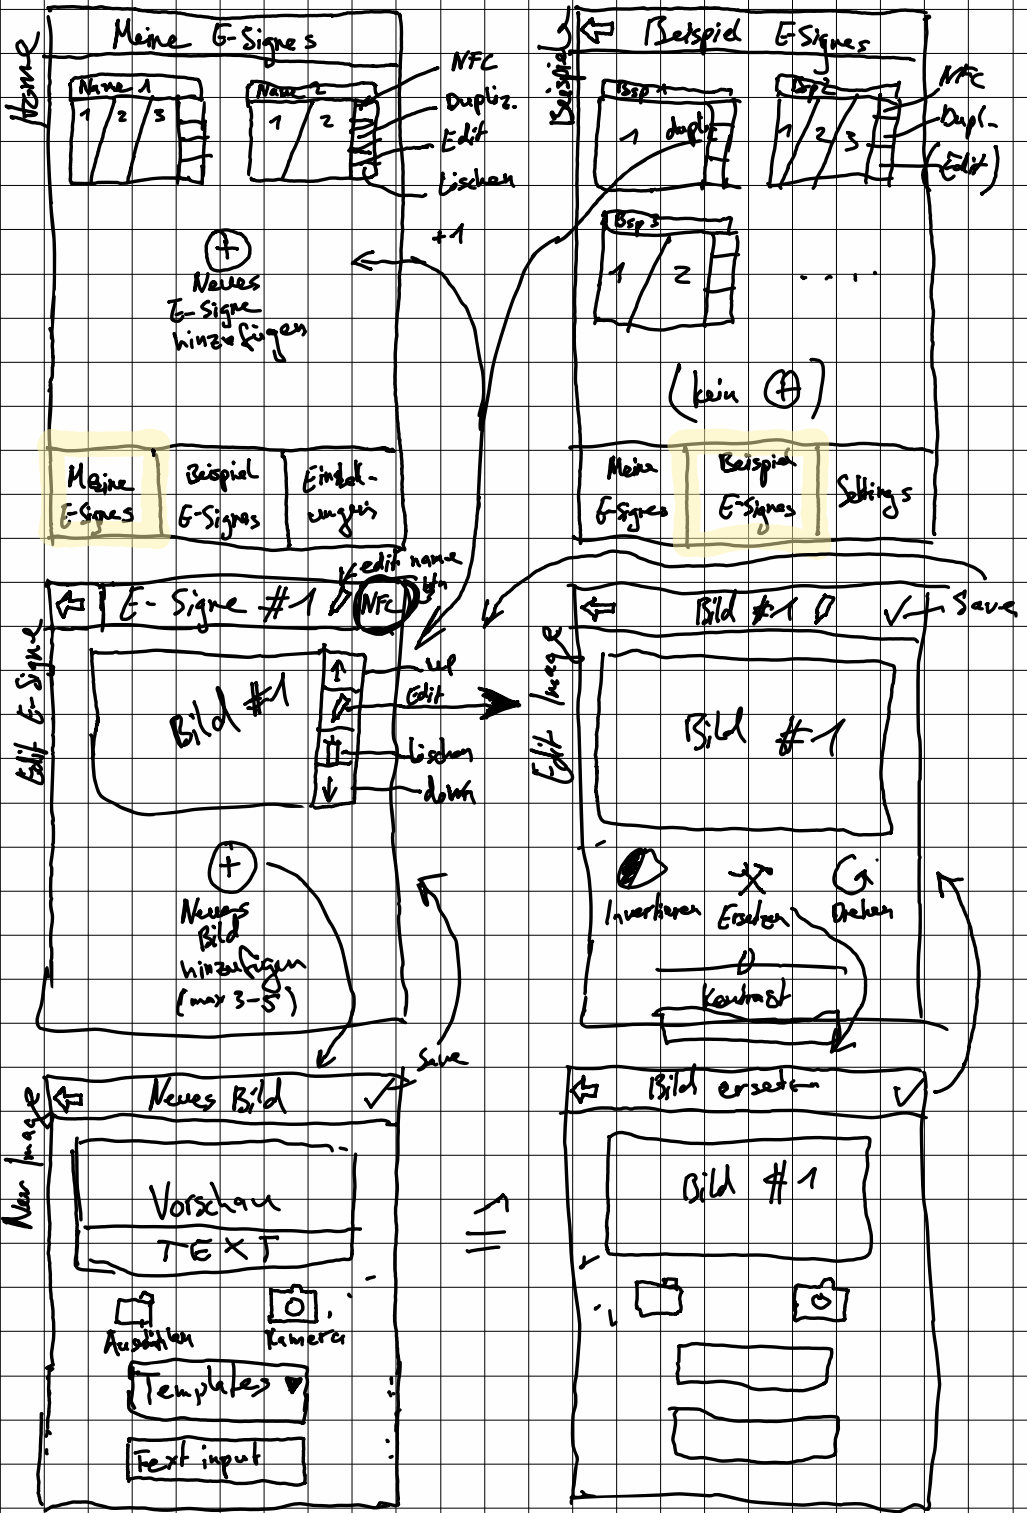 Home
Meine E-Signes
Name 1
1 2 3
Name 2
1 2
NFC
Dupliz.
Edit
Löschen
+1
Neues
E-Signe
hinzufügen
Meine
E-Signes
Beispiel
E-Signes
Beispiel
Beispiel E-Signes
Bsp 1
1
dupl.
Bsp 2
1 2 3
NFC
Dupl.
(Edit)
Bsp 3
1 2
. . . .
(kein +)
Meine
E-Signes
Beispiel
E-Signes
Settings
Edit E-Signe
E-Signe #1
edit name
btn
NFC
Bild #1
up
Edit
Löschen
down
Neues
Bild
hinzufügen
(max 3-5)
Save
Edit Image
Bild #1
Save
Bild #1
Invertieren
Ersetzen
Drehen
Kontrast
New Image
Neues Bild
Vorschau
TEXT
Auswählen
Kamera
Templates
Text input
Bild ersetzen
Bild #1